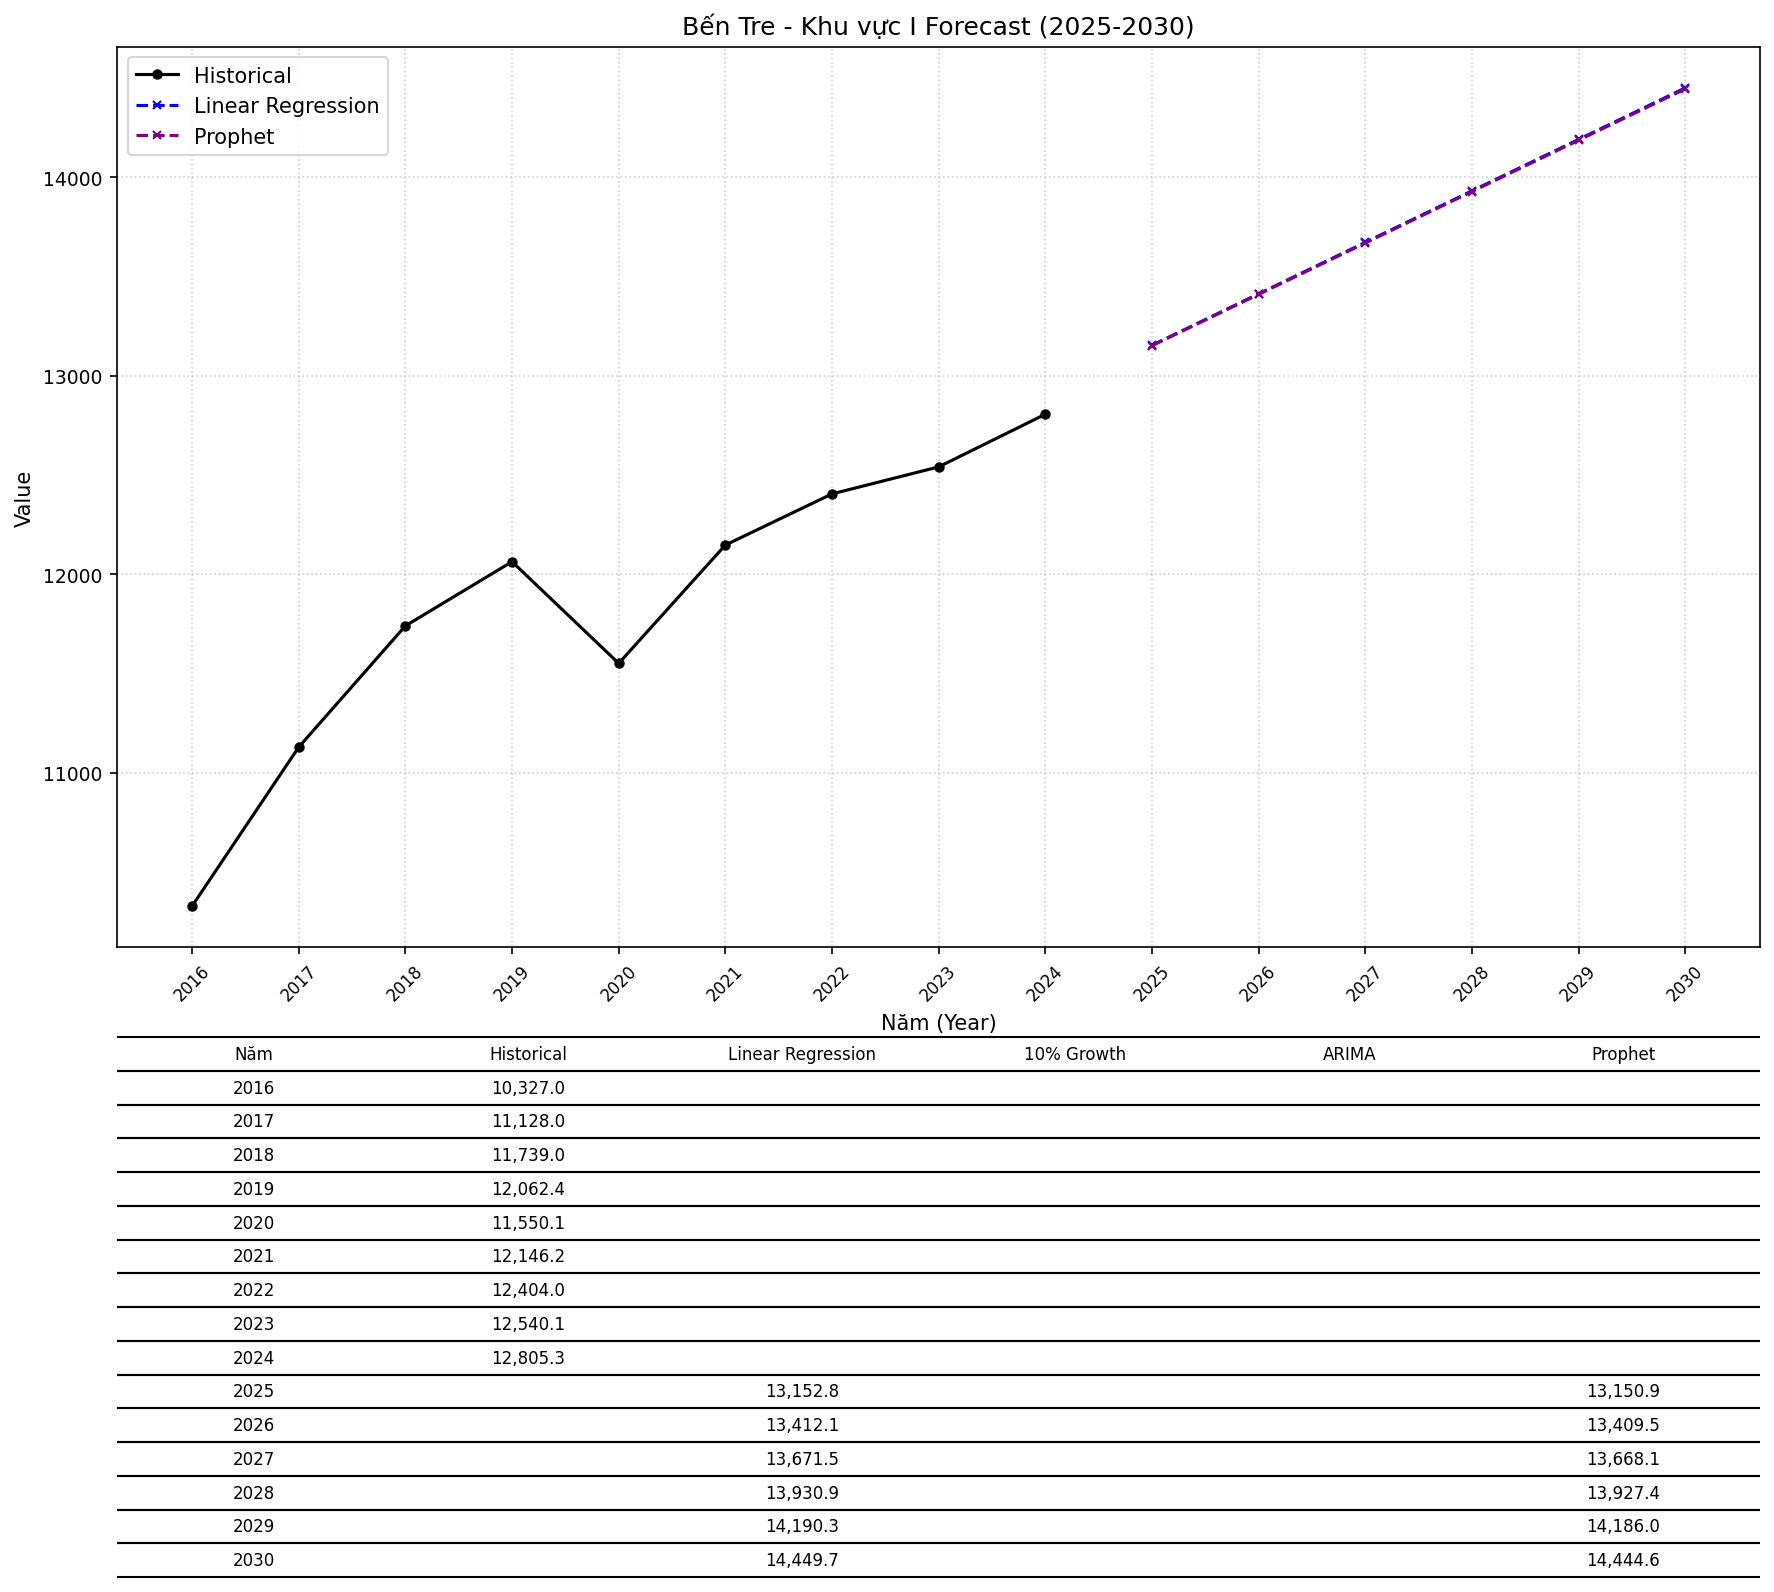 Bến Tre - Khu vực I Forecast (2025-2030)
Historical
Linear Regression
Prophet
Value
14000
13000
12000
11000
2016 2017 2018 2019 2020 2021 2022 2023 2024 2025 2026 2027 2028 2029 2030
Năm (Year)
Năm Historical Linear Regression 10% Growth ARIMA Prophet
2016 10,327.0
2017 11,128.0
2018 11,739.0
2019 12,062.4
2020 11,550.1
2021 12,146.2
2022 12,404.0
2023 12,540.1
2024 12,805.3
2025 13,152.8 13,150.9
2026 13,412.1 13,409.5
2027 13,671.5 13,668.1
2028 13,930.9 13,927.4
2029 14,190.3 14,186.0
2030 14,449.7 14,444.6